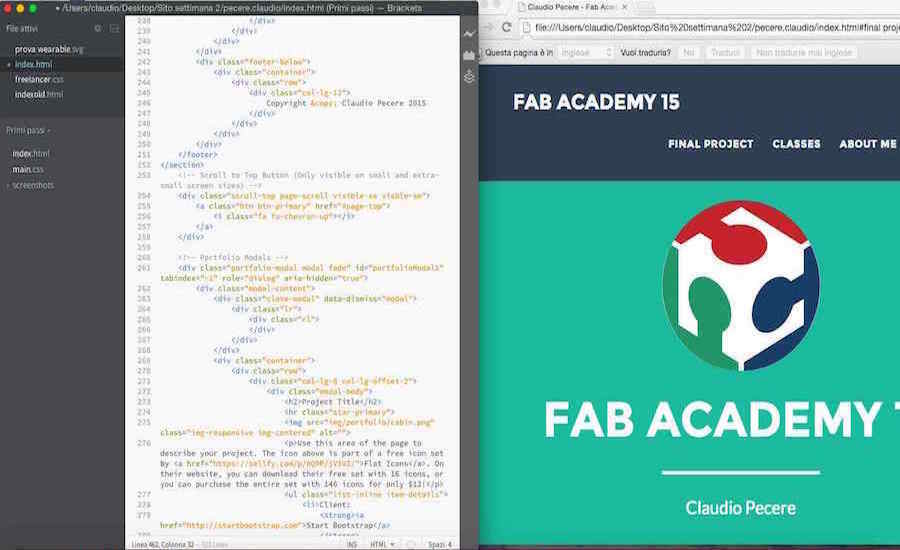 /Users/claudio/Desktop/Sito settimana 2/pecere.claudio/index.html (Primi passi) — Brackets
File attivi
prova wearable.svg
index.html
freelancer.css
indexold.html
Primi passi
index.html
main.css
screenshots
238 </div>
239 </div>
240 </div>
241 </div>
242 <div class="footer-below">
243 <div class="container">
244 <div class="row">
245 <div class="col-lg-12">
246 Copyright &copy; Claudio Pecere 2015
247 </div>
248 </div>
249 </div>
250 </div>
251 </footer>
252 </section>
253 <!-- Scroll to Top Button (Only visible on small and extra-
small screen sizes) -->
254 <div class="scroll-top page-scroll visible-xs visible-sm">
255 <a class="btn btn-primary" href="#page-top">
256 <i class="fa fa-chevron-up"></i>
257 </a>
258 </div>
259
260 <!-- Portfolio Modals -->
261 <div class="portfolio-modal modal fade" id="portfolioModal1"
tabindex="-1" role="dialog" aria-hidden="true">
262 <div class="modal-content">
263 <div class="close-modal" data-dismiss="modal">
264 <div class="lr">
265 <div class="rl">
266 </div>
267 </div>
268 </div>
269 <div class="container">
270 <div class="row">
271 <div class="col-lg-8 col-lg-offset-2">
272 <div class="modal-body">
273 <h2>Project Title</h2>
274 <hr class="star-primary">
275 <img src="img/portfolio/cabin.png"
class="img-responsive img-centered" alt="">
276 <p>Use this area of the page to
describe your project. The icon above is part of a free icon set
by <a href="https://sellfy.com/p/8Q9P/jV3VZ/">Flat Icons</a>. On
their website, you can download their free set with 16 icons, or
you can purchase the entire set with 146 icons for only $12!</p>
277 <ul class="list-inline item-details">
278 <li>Client:
279 <strong><a
href="http://startbootstrap.com">Start Bootstrap</a>
</strong>
Linea 462, Colonna 32
INS HTML Spazi: 4
Claudio Pecere - Fab Acad
file:///Users/claudio/Desktop/Sito%20settimana%202/pecere.claudio/index.html#final proj
Questa pagina è in inglese Vuoi tradurla? No Traduci Non tradurre mai inglese
FAB ACADEMY 15
FINAL PROJECT CLASSES ABOUT ME
FAB ACADEMY 1
Claudio Pecere